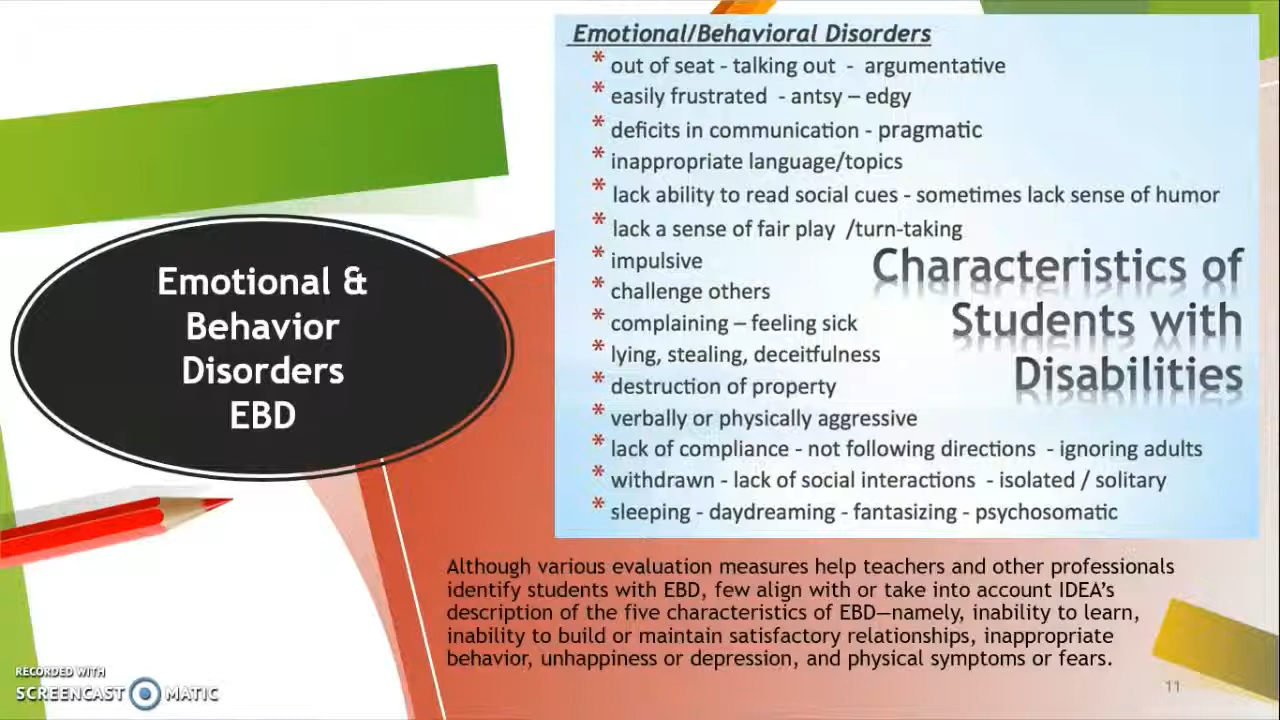 Emotional/Behavioral Disorders
* out of seat - talking out - argumentative
* easily frustrated - antsy – edgy
* deficits in communication - pragmatic
* inappropriate language/topics
* lack ability to read social cues - sometimes lack sense of humor
* lack a sense of fair play /turn-taking
* impulsive
* challenge others
* complaining – feeling sick
* lying, stealing, deceitfulness
* destruction of property
* verbally or physically aggressive
* lack of compliance - not following directions - ignoring adults
* withdrawn - lack of social interactions - isolated / solitary
* sleeping - daydreaming - fantasizing - psychosomatic
Characteristics of
Students with
Disabilities
Emotional &
Behavior
Disorders
EBD
Although various evaluation measures help teachers and other professionals
identify students with EBD, few align with or take into account IDEA’s
description of the five characteristics of EBD—namely, inability to learn,
inability to build or maintain satisfactory relationships, inappropriate
behavior, unhappiness or depression, and physical symptoms or fears.
11
RECORDED WITH
SCREENCAST MATIC